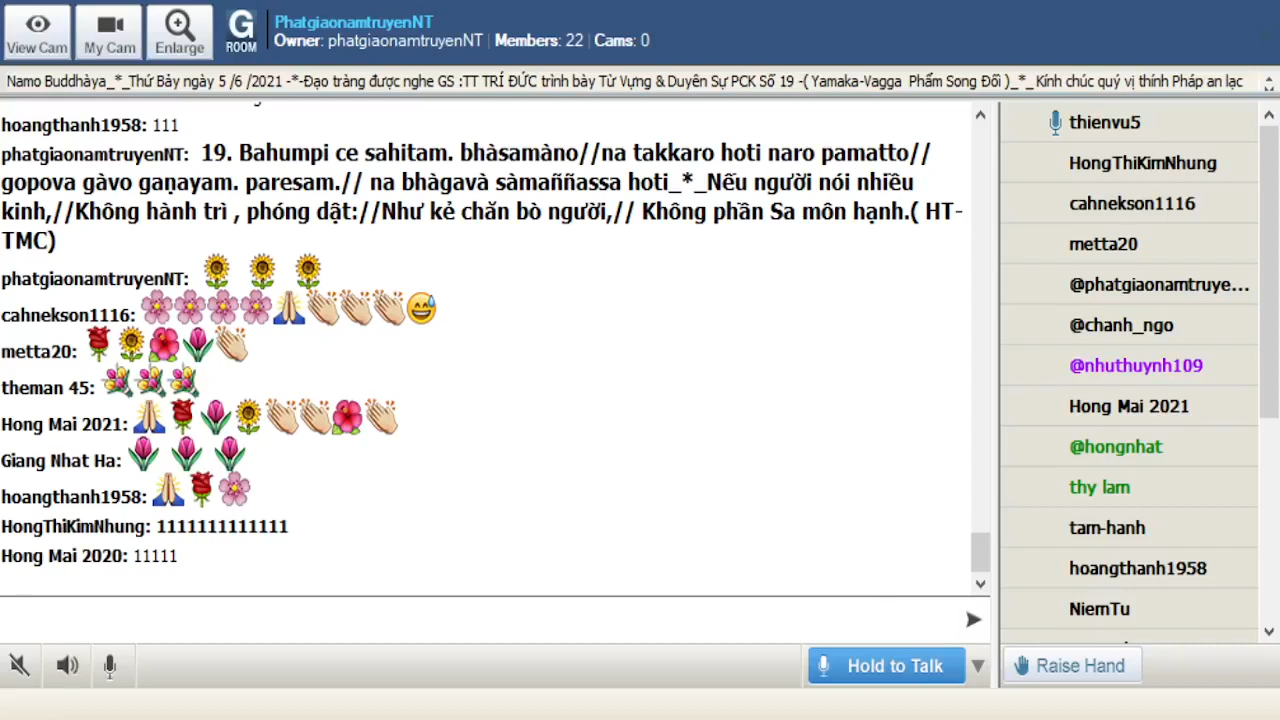 View Cam
My Cam
Enlarge
G
ROOM
PhatgiaonamtruyenNT
Owner: phatgiaonamtruyenNT | Members: 22 | Cams: 0
Namo Buddhàya_*_Thứ Bảy ngày 5 /6 /2021 -*-Đạo tràng được nghe GS :TT TRÍ ĐỨC trình bày Từ Vựng & Duyên Sự PCK Số 19 -( Yamaka-Vagga Phẩm Song Đối )_*_ Kính chúc quý vị thính Pháp an lạc
hoangthanh1958: 111
phatgiaonamtruyenNT: 19. Bahumpi ce sahitam. bhàsamàno//na takkaro hoti naro pamatto//
gopova gàvo gaṇayam. paresam.// na bhàgavà sàmaññassa hoti_*_Nếu người nói nhiều
kinh,//Không hành trì , phóng dật://Như kẻ chăn bò người,// Không phần Sa môn hạnh.( HT-
TMC)
phatgiaonamtruyenNT: 🌻 🌻 🌻
cahnekson1116: 🌸🌸🌸🌸🙏👏👏👏😅
metta20: 🌹🌻🌺🌷👏
theman 45: 💐💐💐
Hong Mai 2021: 🙏🌹🌷🌻👏👏🌺👏
Giang Nhat Ha: 🌷 🌷 🌷
hoangthanh1958: 🙏🌹🌸
HongThiKimNhung: 1111111111111
Hong Mai 2020: 11111
Hold to Talk
thienvu5
HongThiKimNhung
cahnekson1116
metta20
@phatgiaonamtruye...
@chanh_ngo
@nhuthuynh109
Hong Mai 2021
@hongnhat
thy lam
tam-hanh
hoangthanh1958
NiemTu
Raise Hand